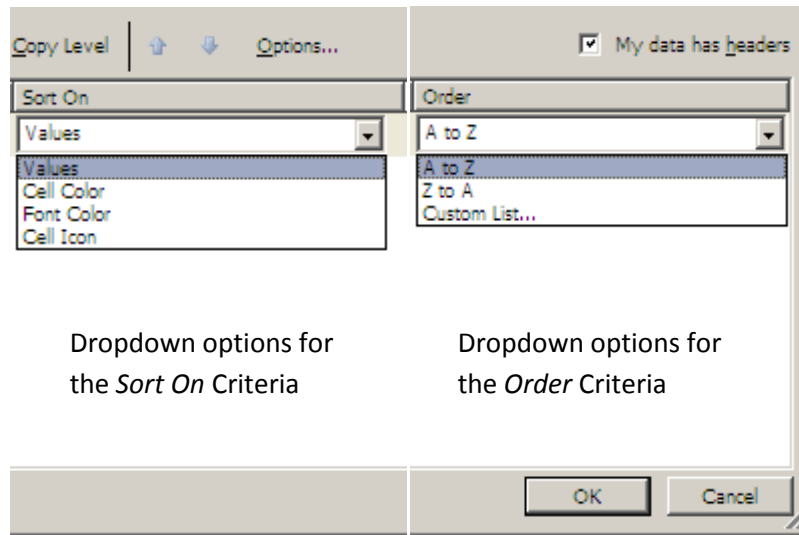 Copy Level
Options...
My data has headers
Sort On
Values
Values
Cell Color
Font Color
Cell Icon
Order
A to Z
A to Z
Z to A
Custom List...
Dropdown options for
the Sort On Criteria
Dropdown options for
the Order Criteria
OK
Cancel